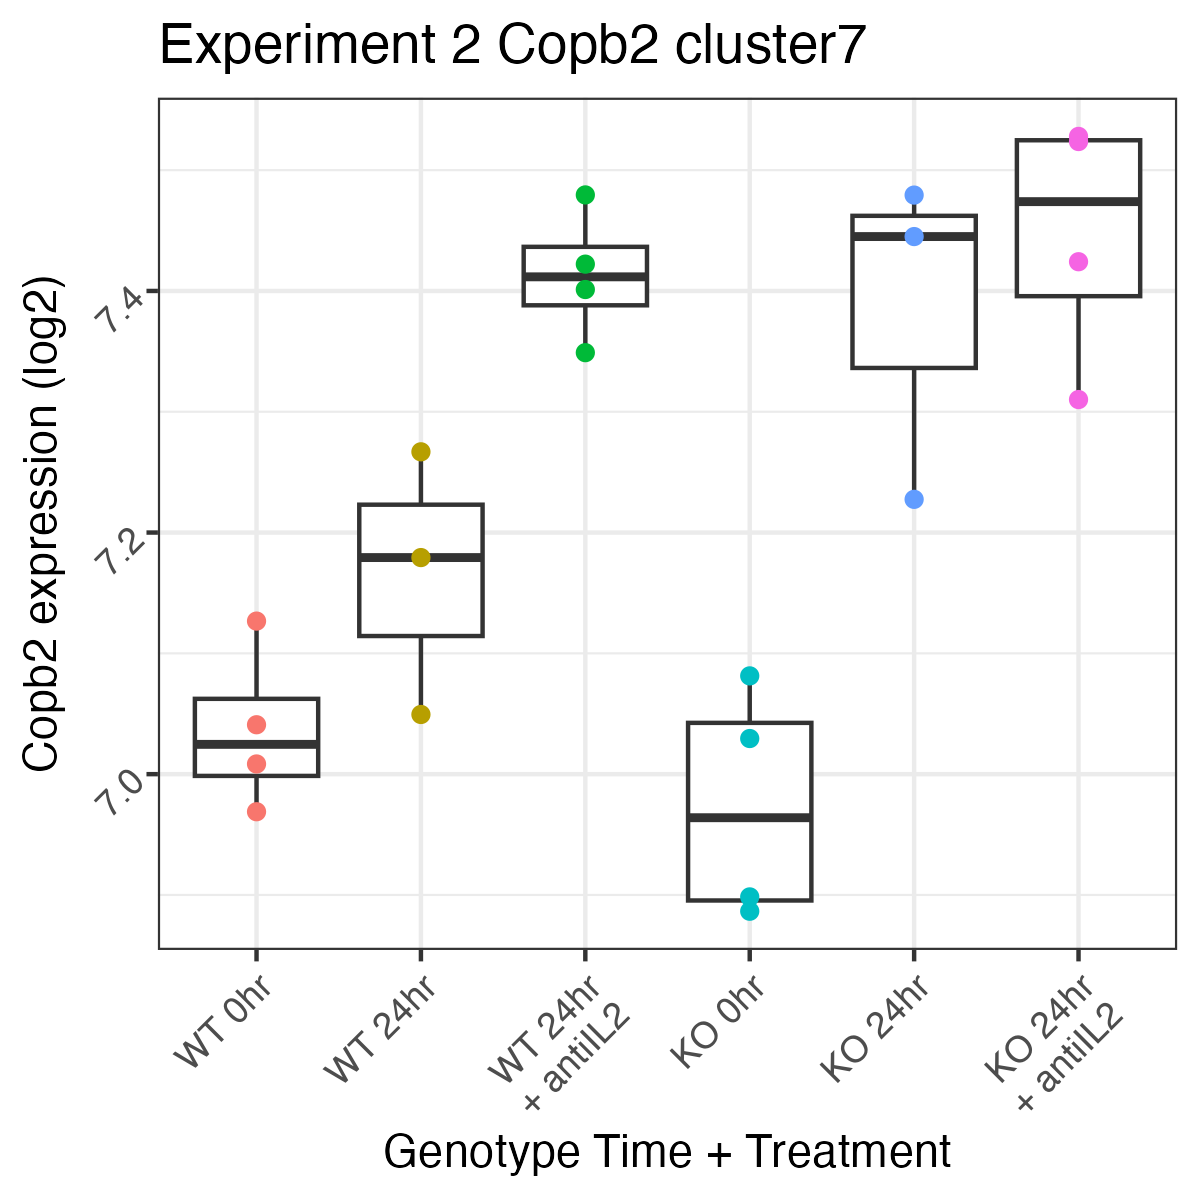 Experiment 2 Copb2 cluster7
Copb2 expression (log2)
7.4
7.2
7.0
WT 0hr
WT 24hr
WT 24hr
+ antiIL2
KO 0hr
KO 24hr
KO 24hr
+ antiIL2
Genotype Time + Treatment